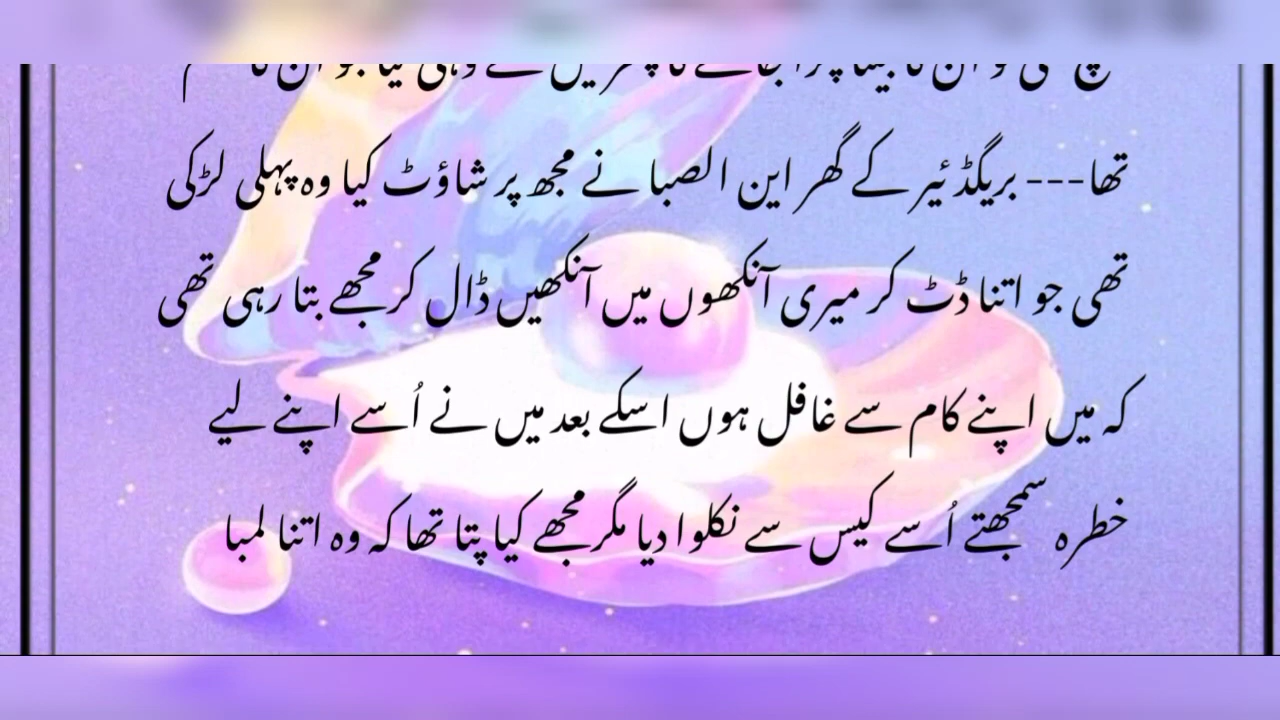 تھا--- بریگڈئیر کے گھر این الصبا نے مجھ پر شاؤٹ کیا وہ پہلی لڑکی
تھی جو اتنا ڈٹ کر میری آنکھوں میں آنکھیں ڈال کر مجھے بتا رہی تھی
کہ میں اپنے کام سے غافل ہوں اسکے بعد میں نے اُسے اپنے لیے
خطرہ سمجھتے اُسے کیس سے نکلوا دیا مگر مجھے کیا پتا تھا کہ وہ اتنا لمبا